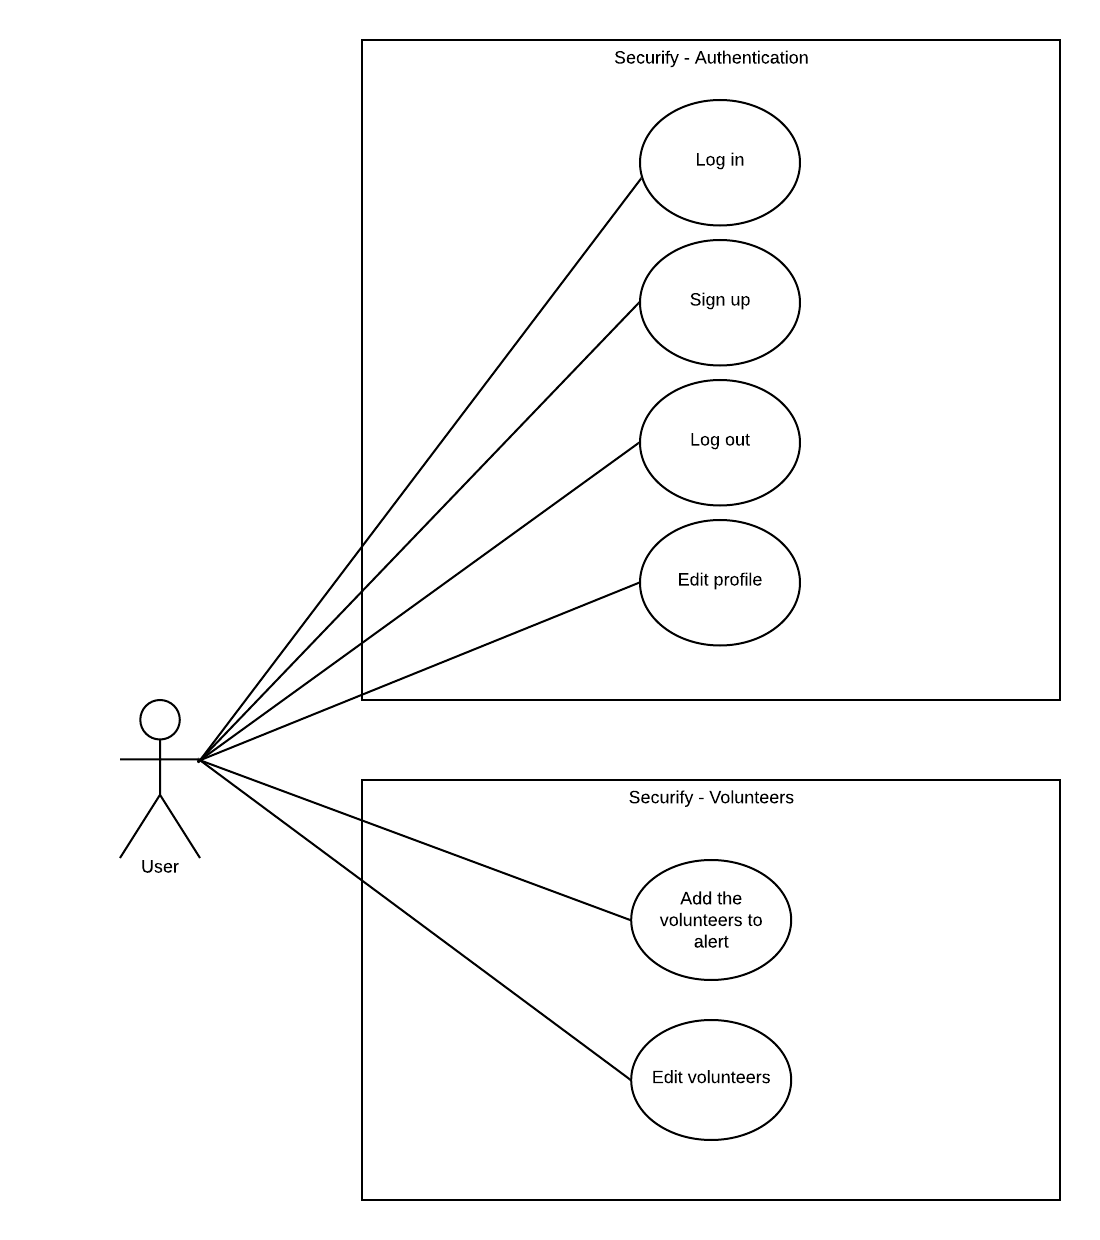 Securify - Authentication
Log in
Sign up
Log out
Edit profile
User
Securify - Volunteers
Add the
volunteers to
alert
Edit volunteers